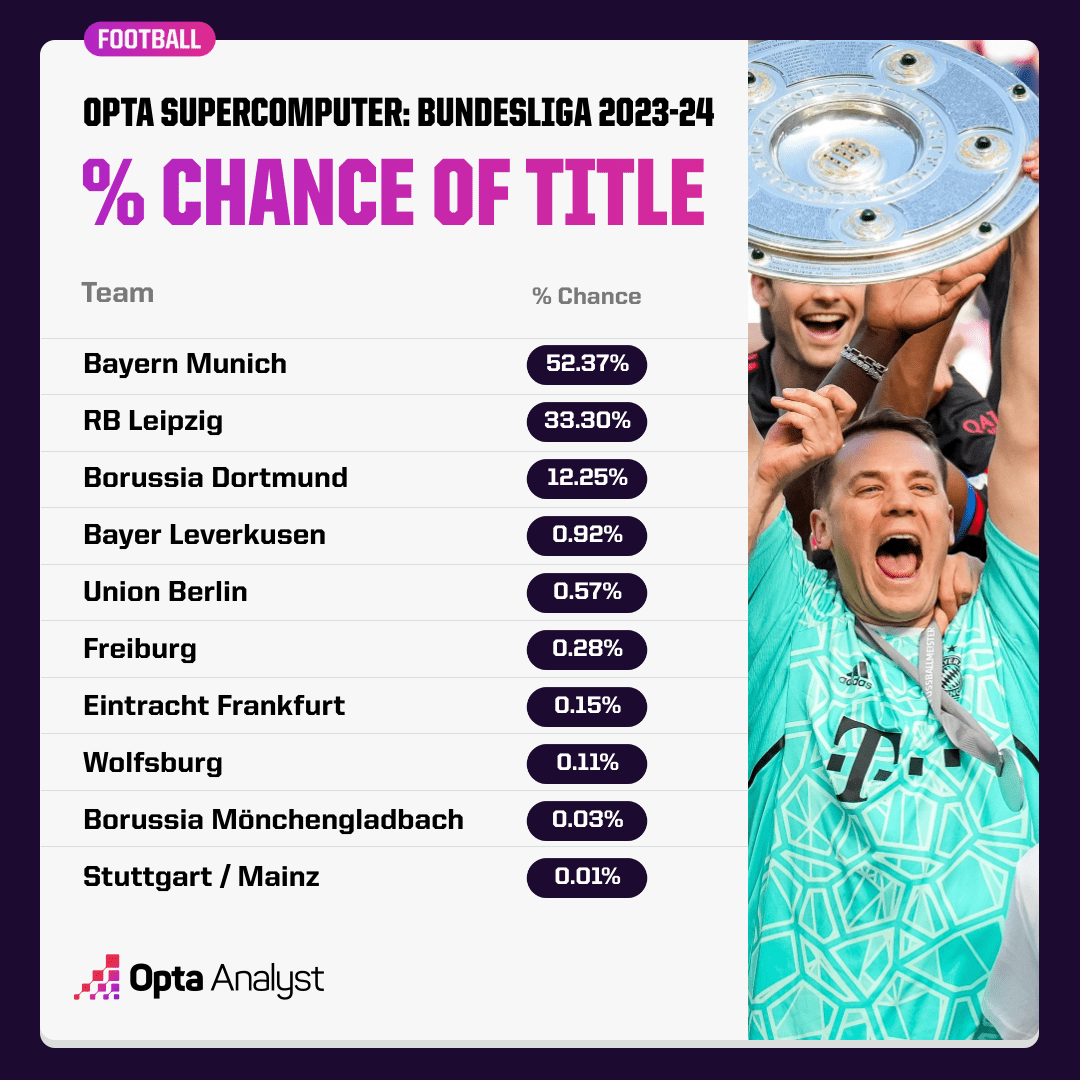 FOOTBALL
OPTA SUPERCOMPUTER: BUNDESLIGA 2023-24
% CHANCE OF TITLE
Team % Chance
Bayern Munich 52.37%
RB Leipzig 33.30%
Borussia Dortmund 12.25%
Bayer Leverkusen 0.92%
Union Berlin 0.57%
Freiburg 0.28%
Eintracht Frankfurt 0.15%
Wolfsburg 0.11%
Borussia Mönchengladbach 0.03%
Stuttgart / Mainz 0.01%
Opta Analyst
QATAR
adidas
T